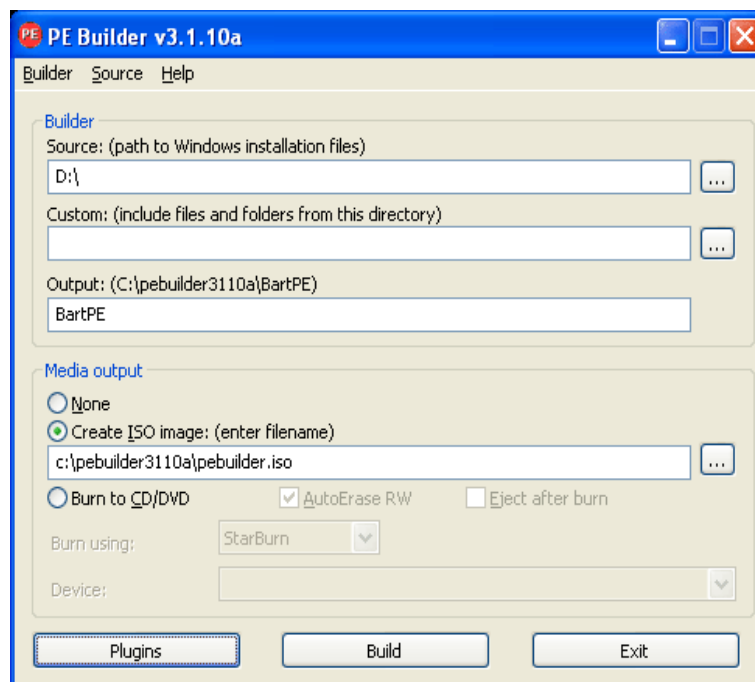 PE PE Builder v3.1.10a
Builder Source Help
Builder
Source: (path to Windows installation files)
D:\
...
Custom: (include files and folders from this directory)
...
Output: (C:\pebuilder3110a\BartPE)
BartPE
Media output
None
Create ISO image: (enter filename)
c:\pebuilder3110a\pebuilder.iso
...
Burn to CD/DVD AutoErase RW Eject after burn
Burn using: StarBurn
Device:
Plugins Build Exit